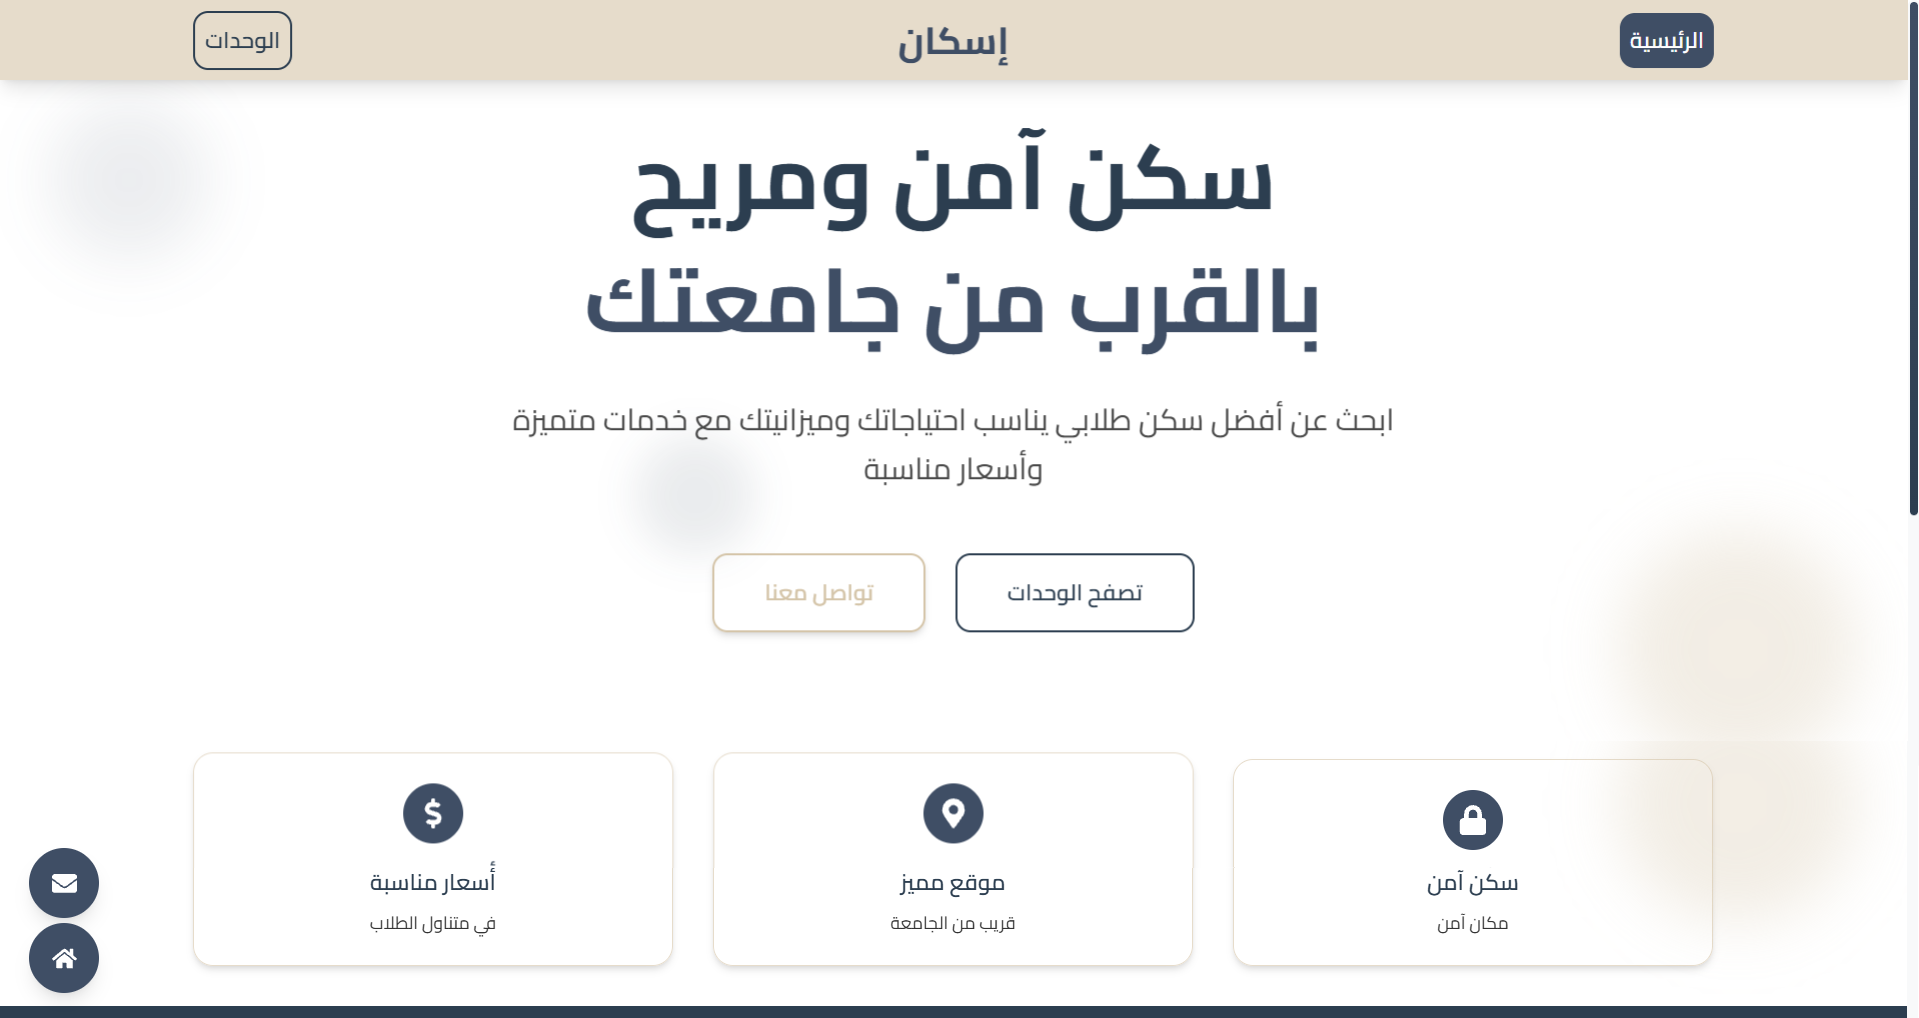 الرئيسية
إسكان
الوحدات
سكن آمن ومريح
بالقرب من جامعتك
ابحث عن أفضل سكن طلابي يناسب احتياجاتك وميزانيتك مع خدمات متميزة
وأسعار مناسبة
تصفح الوحدات
تواصل معنا
سكن آمن
مكان آمن
موقع مميز
قريب من الجامعة
أسعار مناسبة
في متناول الطلاب